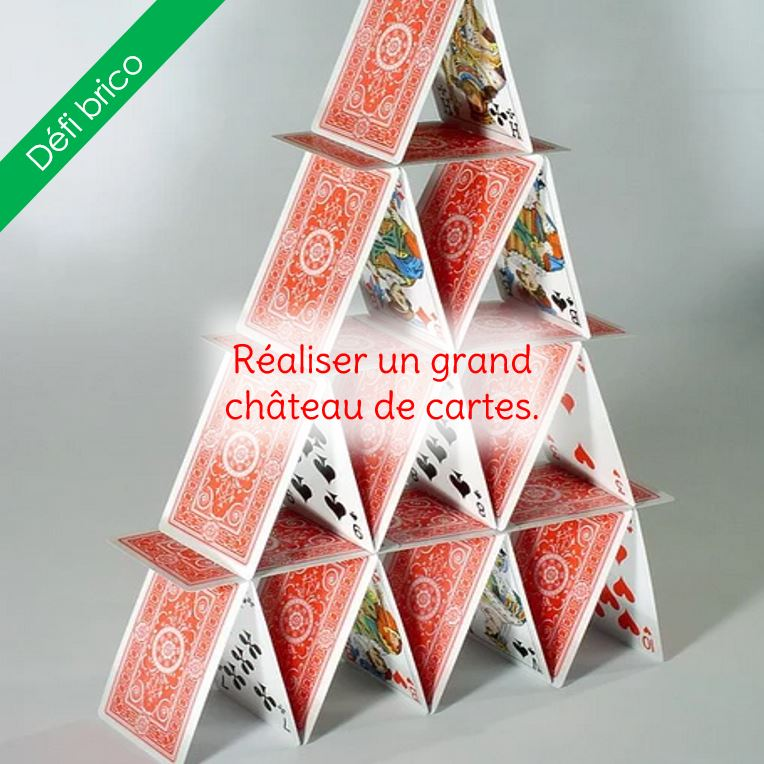 Défi brico
Réaliser un grand
château de cartes.